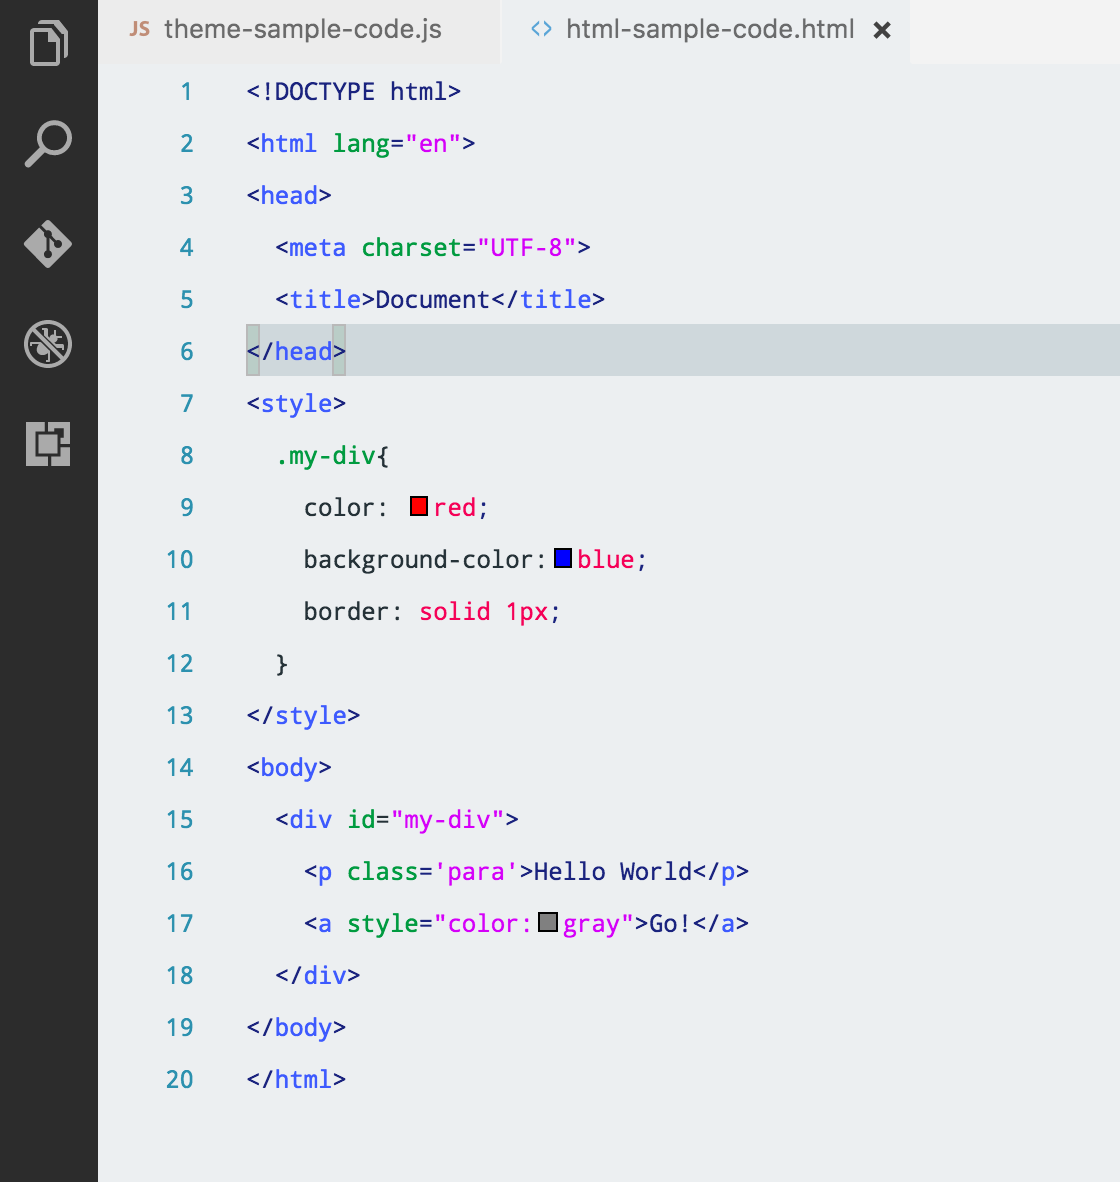 JS theme-sample-code.js <> html-sample-code.html ×
1 <!DOCTYPE html>
2 <html lang="en">
3 <head>
4   <meta charset="UTF-8">
5   <title>Document</title>
6 </head>
7 <style>
8   .my-div{
9     color: red;
10     background-color: blue;
11     border: solid 1px;
12   }
13 </style>
14 <body>
15   <div id="my-div">
16     <p class='para'>Hello World</p>
17     <a style="color: gray">Go!</a>
18   </div>
19 </body>
20 </html>